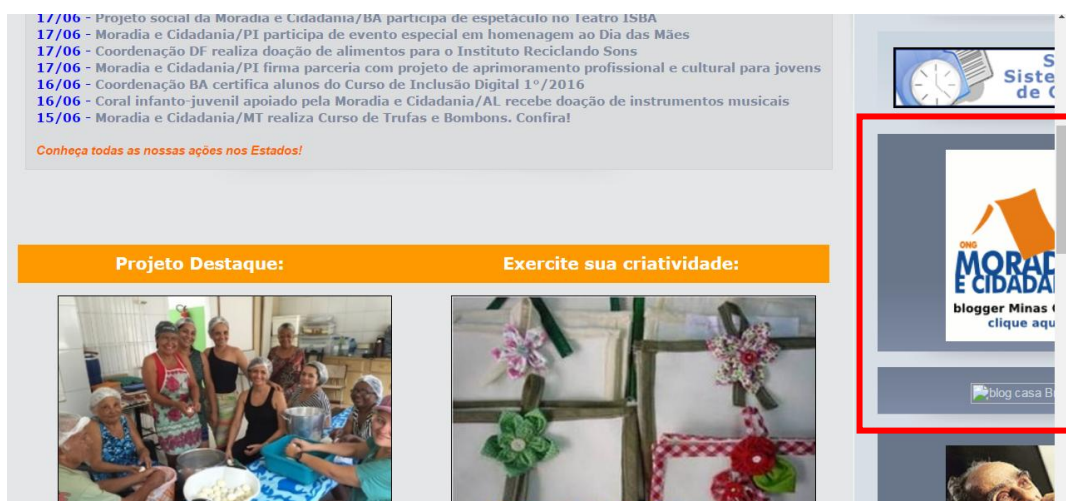 17/06 - Projeto social da Moradia e Cidadania/BA participa de espetáculo no Teatro ISBA
17/06 - Moradia e Cidadania/PI participa de evento especial em homenagem ao Dia das Mães
17/06 - Coordenação DF realiza doação de alimentos para o Instituto Reciclando Sons
17/06 - Moradia e Cidadania/PI firma parceria com projeto de aprimoramento profissional e cultural para jovens
16/06 - Coordenação BA certifica alunos do Curso de Inclusão Digital 1º/2016
16/06 - Coral infanto-juvenil apoiado pela Moradia e Cidadania/AL recebe doação de instrumentos musicais
15/06 - Moradia e Cidadania/MT realiza Curso de Trufas e Bombons. Confira!
Conheça todas as nossas ações nos Estados!
Projeto Destaque:
Exercite sua criatividade:
S
Siste
de
ONG
MORAD
E CIDADA
blogger Minas
clique aqu
blog casa B